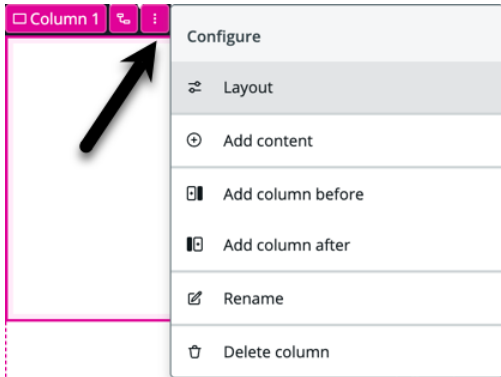 Column 1
Configure
Layout
Add content
Add column before
Add column after
Rename
Delete column